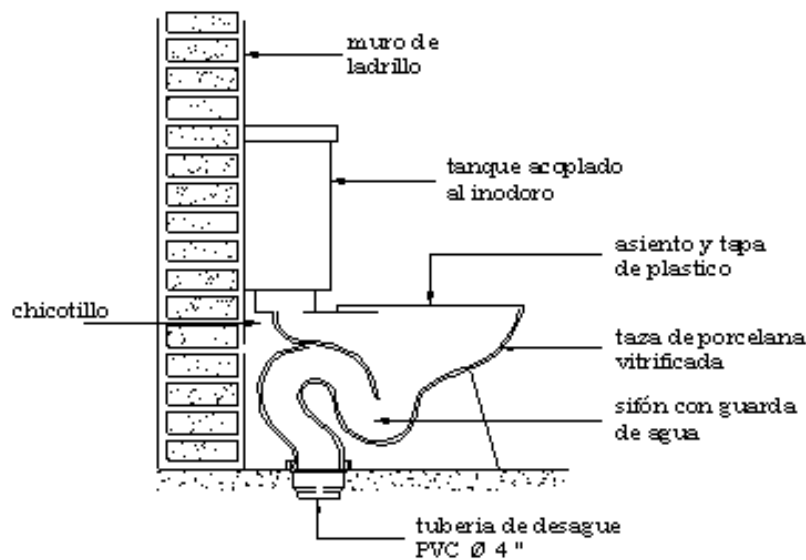 muro de
ladrillo
tanque acoplado
al inodoro
asiento y tapa
de plastico
chicotillo
taza de porcelana
vitrificada
sifón con guarda
de agua
tuberia de desague
PVC Ø 4 "